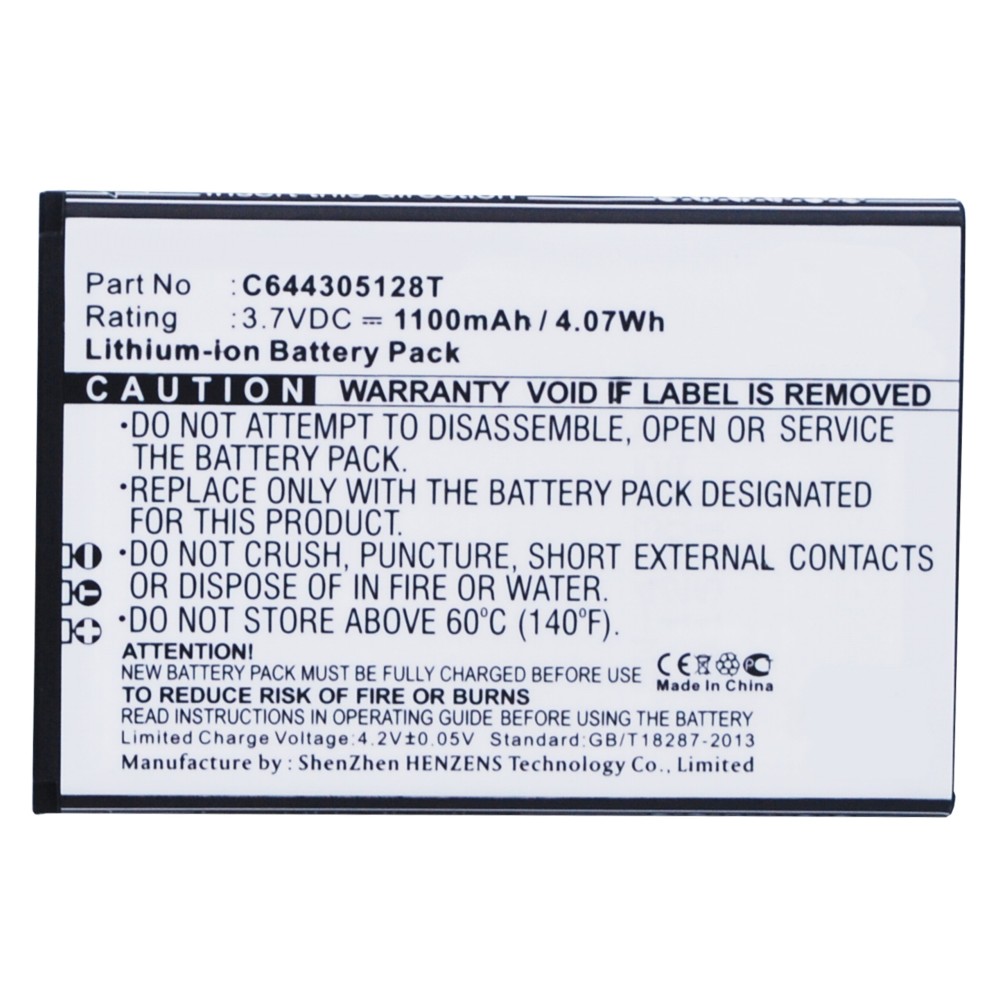 Insert this direction
Part No : C644305128T
Rating : 3.7VDC ⎓ 1100mAh / 4.07Wh
Lithium-ion Battery Pack
CAUTION WARRANTY VOID IF LABEL IS REMOVED
•DO NOT ATTEMPT TO DISASSEMBLE, OPEN OR SERVICE
THE BATTERY PACK.
•REPLACE ONLY WITH THE BATTERY PACK DESIGNATED
FOR THIS PRODUCT.
•DO NOT CRUSH, PUNCTURE, SHORT EXTERNAL CONTACTS
OR DISPOSE OF IN FIRE OR WATER.
•DO NOT STORE ABOVE 60°C (140°F).
ATTENTION!
NEW BATTERY PACK MUST BE FULLY CHARGED BEFORE USE
CE
Made In China
TO REDUCE RISK OF FIRE OR BURNS
READ INSTRUCTIONS IN OPERATING GUIDE BEFORE USING THE BATTERY
Limited Charge Voltage:4.2V±0.05V Standard:GB/T18287-2013
Manufacture by : ShenZhen HENZENS Technology Co., Limited